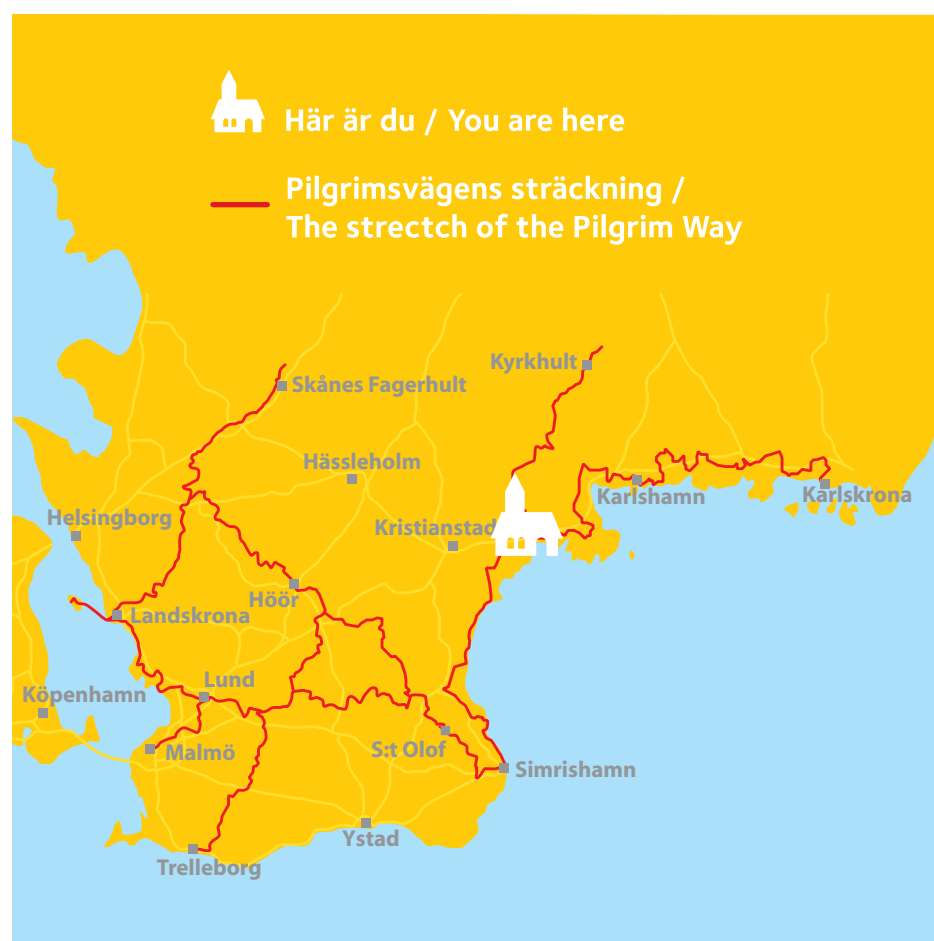 Här är du / You are here
Pilgrimsvägens sträckning /
The strectch of the Pilgrim Way
Kyrkhult
Skånes Fagerhult
Hässleholm
Karlshamn
Karlskrona
Helsingborg
Kristianstad
Höör
Landskrona
Lund
Köpenhamn
Malmö
S:t Olof
Simrishamn
Ystad
Trelleborg